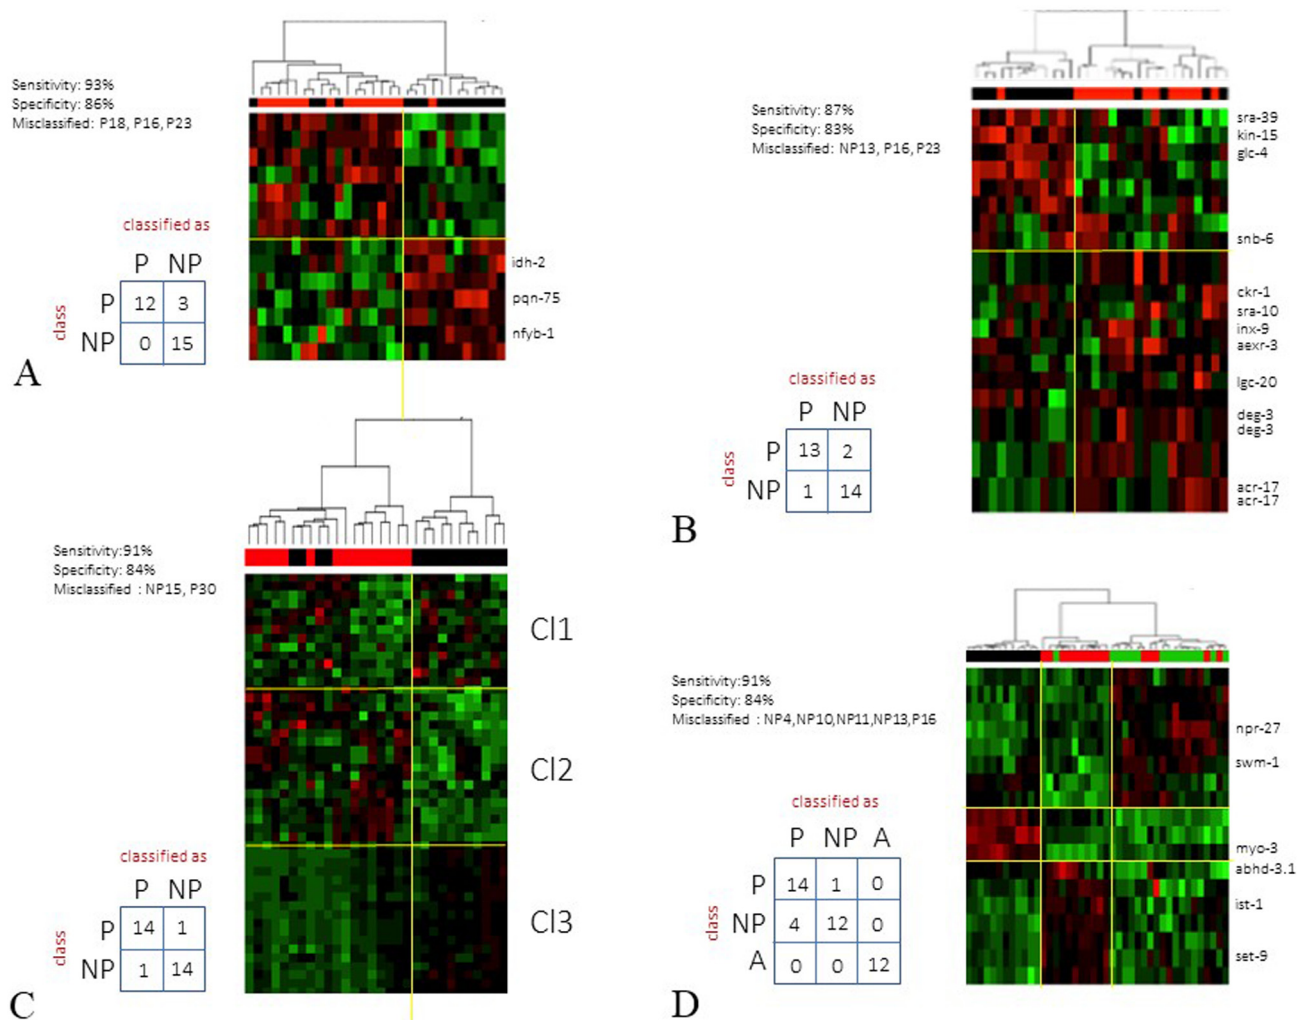 Sensitivity: 93%
Specificity: 86%
Misclassified: P18, P16, P23
classified as
P NP
class
P 12 3
NP 0 15
A
idh-2
pqn-75
nfyb-1
Sensitivity: 87%
Specificity: 83%
Misclassified: NP13, P16, P23
classified as
P NP
class
P 13 2
NP 1 14
B
sra-39
kin-15
glc-4
snb-6
ckr-1
sra-10
inx-9
aexr-3
lgc-20
deg-3
deg-3
acr-17
acr-17
Sensitivity:91%
Specificity: 84%
Misclassified : NP15, P30
classified as
P NP
class
P 14 1
NP 1 14
C
Cl1
Cl2
Cl3
Sensitivity:91%
Specificity: 84%
Misclassified : NP4,NP10,NP11,NP13,P16
classified as
P NP A
class
P 14 1 0
NP 4 12 0
A 0 0 12
D
npr-27
swm-1
myo-3
abhd-3.1
ist-1
set-9